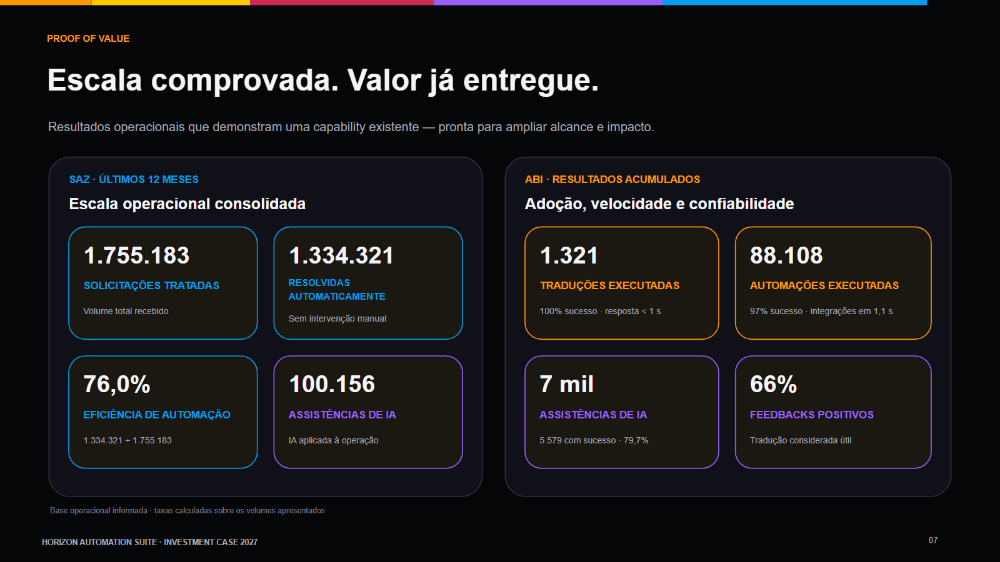 PROOF OF VALUE
Escala comprovada. Valor já entregue.
Resultados operacionais que demonstram uma capability existente — pronta para ampliar alcance e impacto.
SAZ · ÚLTIMOS 12 MESES
Escala operacional consolidada
1.755.183
SOLICITAÇÕES TRATADAS
Volume total recebido
1.334.321
RESOLVIDAS
AUTOMATICAMENTE
Sem intervenção manual
76,0%
EFICIÊNCIA DE AUTOMAÇÃO
1.334.321 ÷ 1.755.183
100.156
ASSISTÊNCIAS DE IA
IA aplicada à operação
ABI · RESULTADOS ACUMULADOS
Adoção, velocidade e confiabilidade
1.321
TRADUÇÕES EXECUTADAS
100% sucesso · resposta < 1 s
88.108
AUTOMAÇÕES EXECUTADAS
97% sucesso · integrações em 1,1 s
7 mil
ASSISTÊNCIAS DE IA
5.579 com sucesso · 79,7%
66%
FEEDBACKS POSITIVOS
Tradução considerada útil
Base operacional informada · taxas calculadas sobre os volumes apresentados
HORIZON AUTOMATION SUITE · INVESTMENT CASE 2027
07